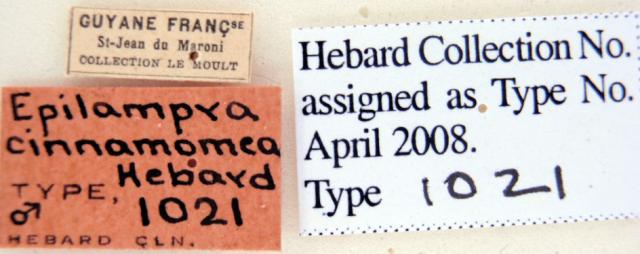 GUYANE FRANÇSE
St-Jean du Maroni
COLLECTION LE MOULT
Epilampra
cinnamomea
Hebard
TYPE,
♂ 1021
HEBARD CLN.
Hebard Collection No.
assigned as Type No.
April 2008.
Type 1021